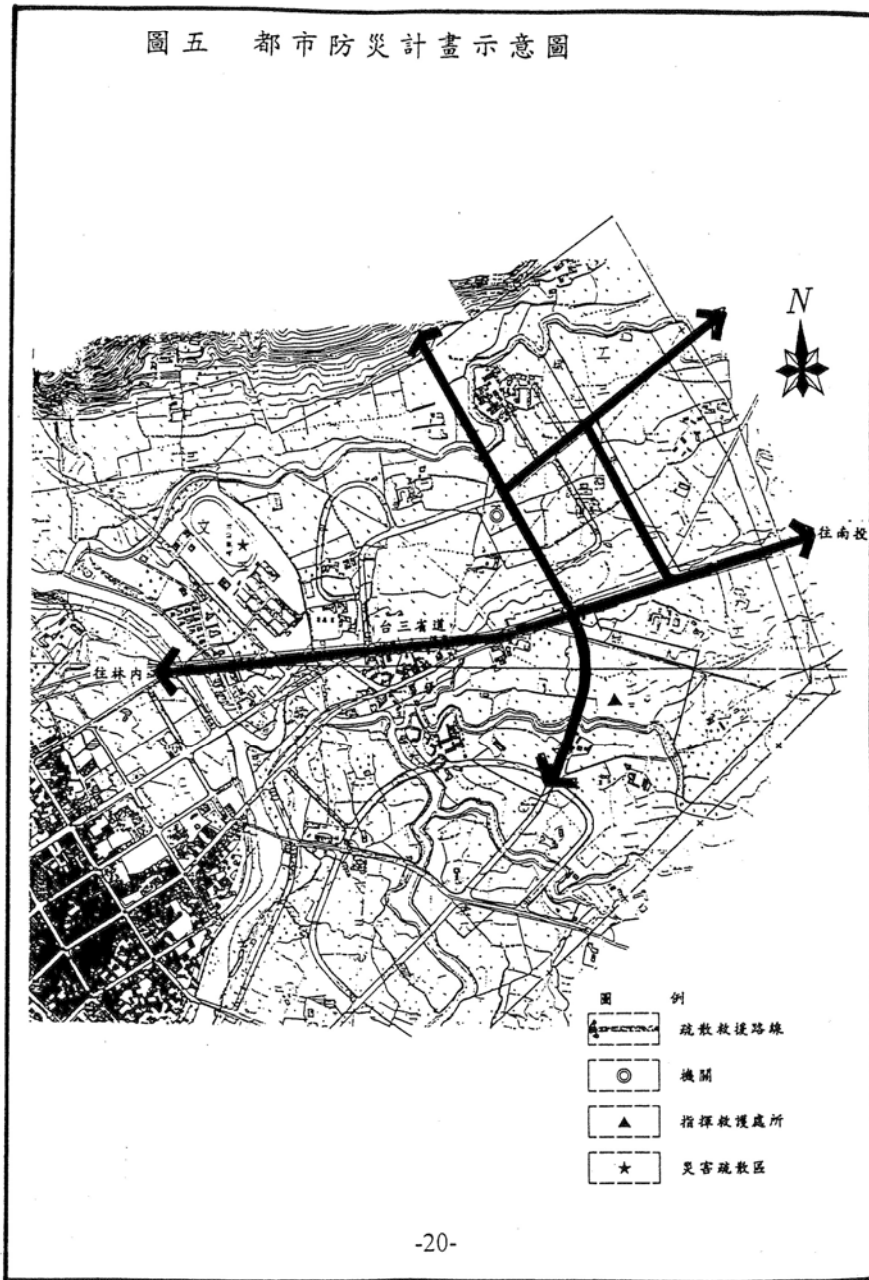 圖五 都市防災計畫示意圖
N
工
往南投
文
台三省道
往林內
圖 例
疏散救援路線
機關
指揮救護處所
災害疏散區
-20-